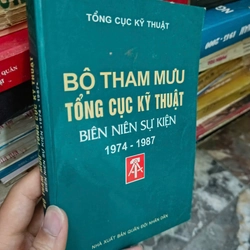 TỔNG CỤC KỸ THUẬT
BỘ THAM MƯU
TỔNG CỤC KỸ THUẬT
BIÊN NIÊN SỰ KIỆN
1974 - 1987
NHÀ XUẤT BẢN QUÂN ĐỘI NHÂN DÂN